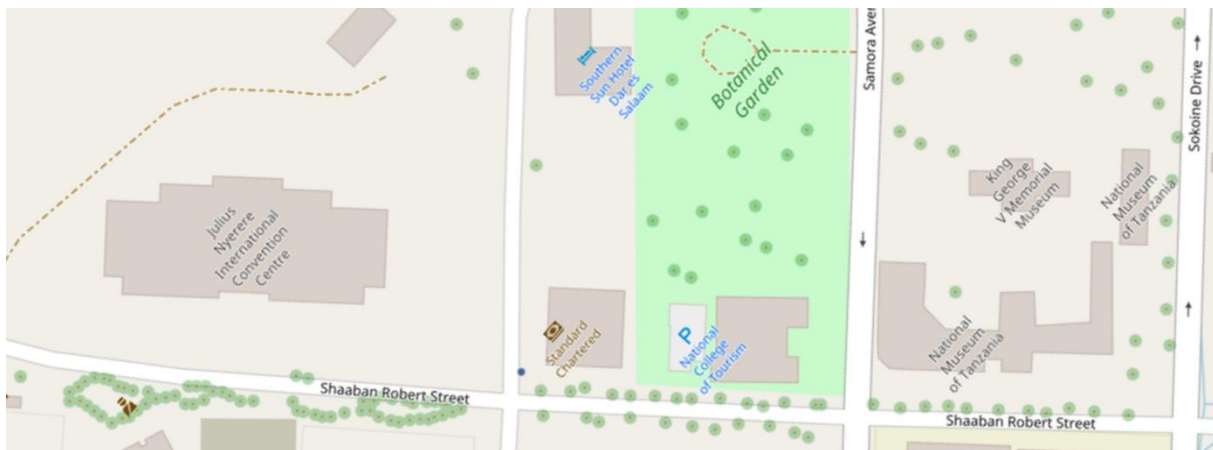 Southern
Sun Hotel
Dar es
Salaam
Botanical
Garden
Samora Aven
Sokoine Drive
King
George
V Memorial
Museum
National
Museum
of Tanzania
Julius
Nyerere
International
Convention
Centre
Standard
Chartered
P
National
College
of Tourism
National
Museum
of Tanzania
Shaaban Robert Street
Shaaban Robert Street